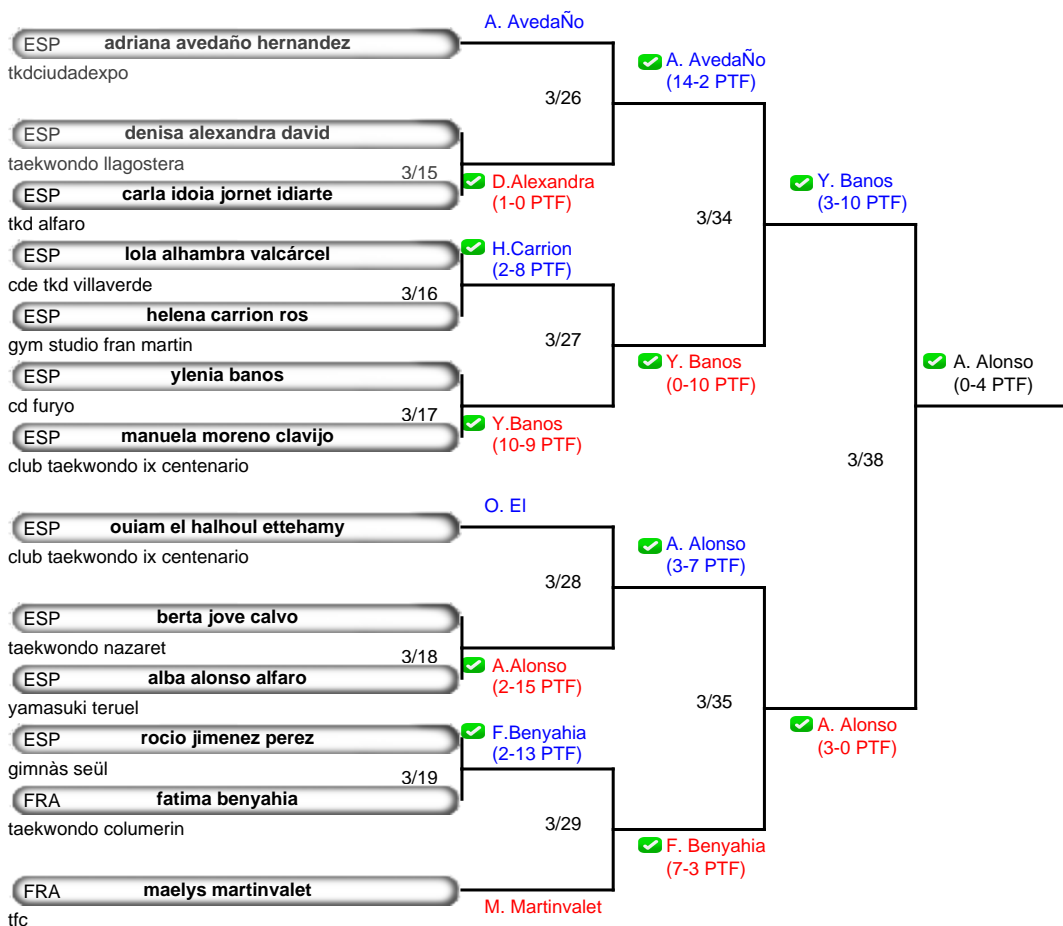 A. AvedaÑo
ESP adriana avedaño hernandez
tkdciudadexpo
3/26
A. AvedaÑo
(14-2 PTF)
ESP denisa alexandra david
taekwondo llagostera
3/15
ESP carla idoia jornet idiarte
tkd alfaro
D.Alexandra
(1-0 PTF)
3/34
Y. Banos
(3-10 PTF)
ESP lola alhambra valcárcel
cde tkd villaverde
H.Carrion
(2-8 PTF)
3/16
ESP helena carrion ros
gym studio fran martin
3/27
Y. Banos
(0-10 PTF)
ESP ylenia banos
cd furyo
3/17
ESP manuela moreno clavijo
club taekwondo ix centenario
Y.Banos
(10-9 PTF)
A. Alonso
(0-4 PTF)
3/38
O. El
ESP ouiam el halhoul ettehamy
club taekwondo ix centenario
3/28
A. Alonso
(3-7 PTF)
ESP berta jove calvo
taekwondo nazaret
3/18
ESP alba alonso alfaro
yamasuki teruel
A.Alonso
(2-15 PTF)
3/35
A. Alonso
(3-0 PTF)
ESP rocio jimenez perez
gimnàs seül
F.Benyahia
(2-13 PTF)
3/19
FRA fatima benyahia
taekwondo columerin
3/29
F. Benyahia
(7-3 PTF)
FRA maelys martinvalet
tfc
M. Martinvalet